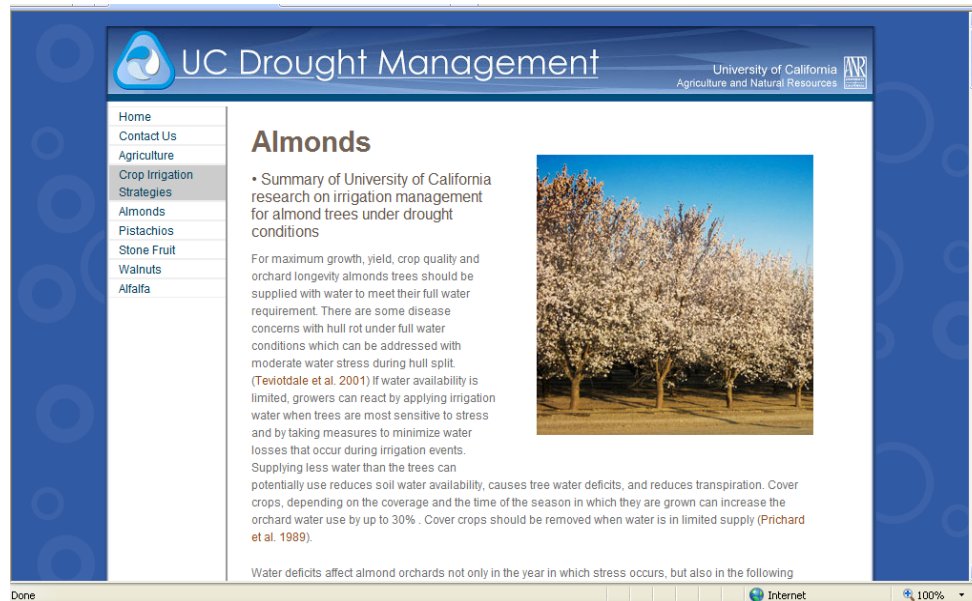 UC Drought Management
University of California
Agriculture and Natural Resources
ANR
Home
Contact Us
Agriculture
Crop Irrigation
Strategies
Almonds
Pistachios
Stone Fruit
Walnuts
Alfalfa
Almonds
• Summary of University of California
research on irrigation management
for almond trees under drought
conditions
For maximum growth, yield, crop quality and
orchard longevity almonds trees should be
supplied with water to meet their full water
requirement. There are some disease
concerns with hull rot under full water
conditions which can be addressed with
moderate water stress during hull split.
(Teviotdale et al. 2001) If water availability is
limited, growers can react by applying irrigation
water when trees are most sensitive to stress
and by taking measures to minimize water
losses that occur during irrigation events.
Supplying less water than the trees can
potentially use reduces soil water availability, causes tree water deficits, and reduces transpiration. Cover
crops, depending on the coverage and the time of the season in which they are grown can increase the
orchard water use by up to 30% . Cover crops should be removed when water is in limited supply (Prichard
et al. 1989).
Water deficits affect almond orchards not only in the year in which stress occurs, but also in the following
Done
Internet
100%